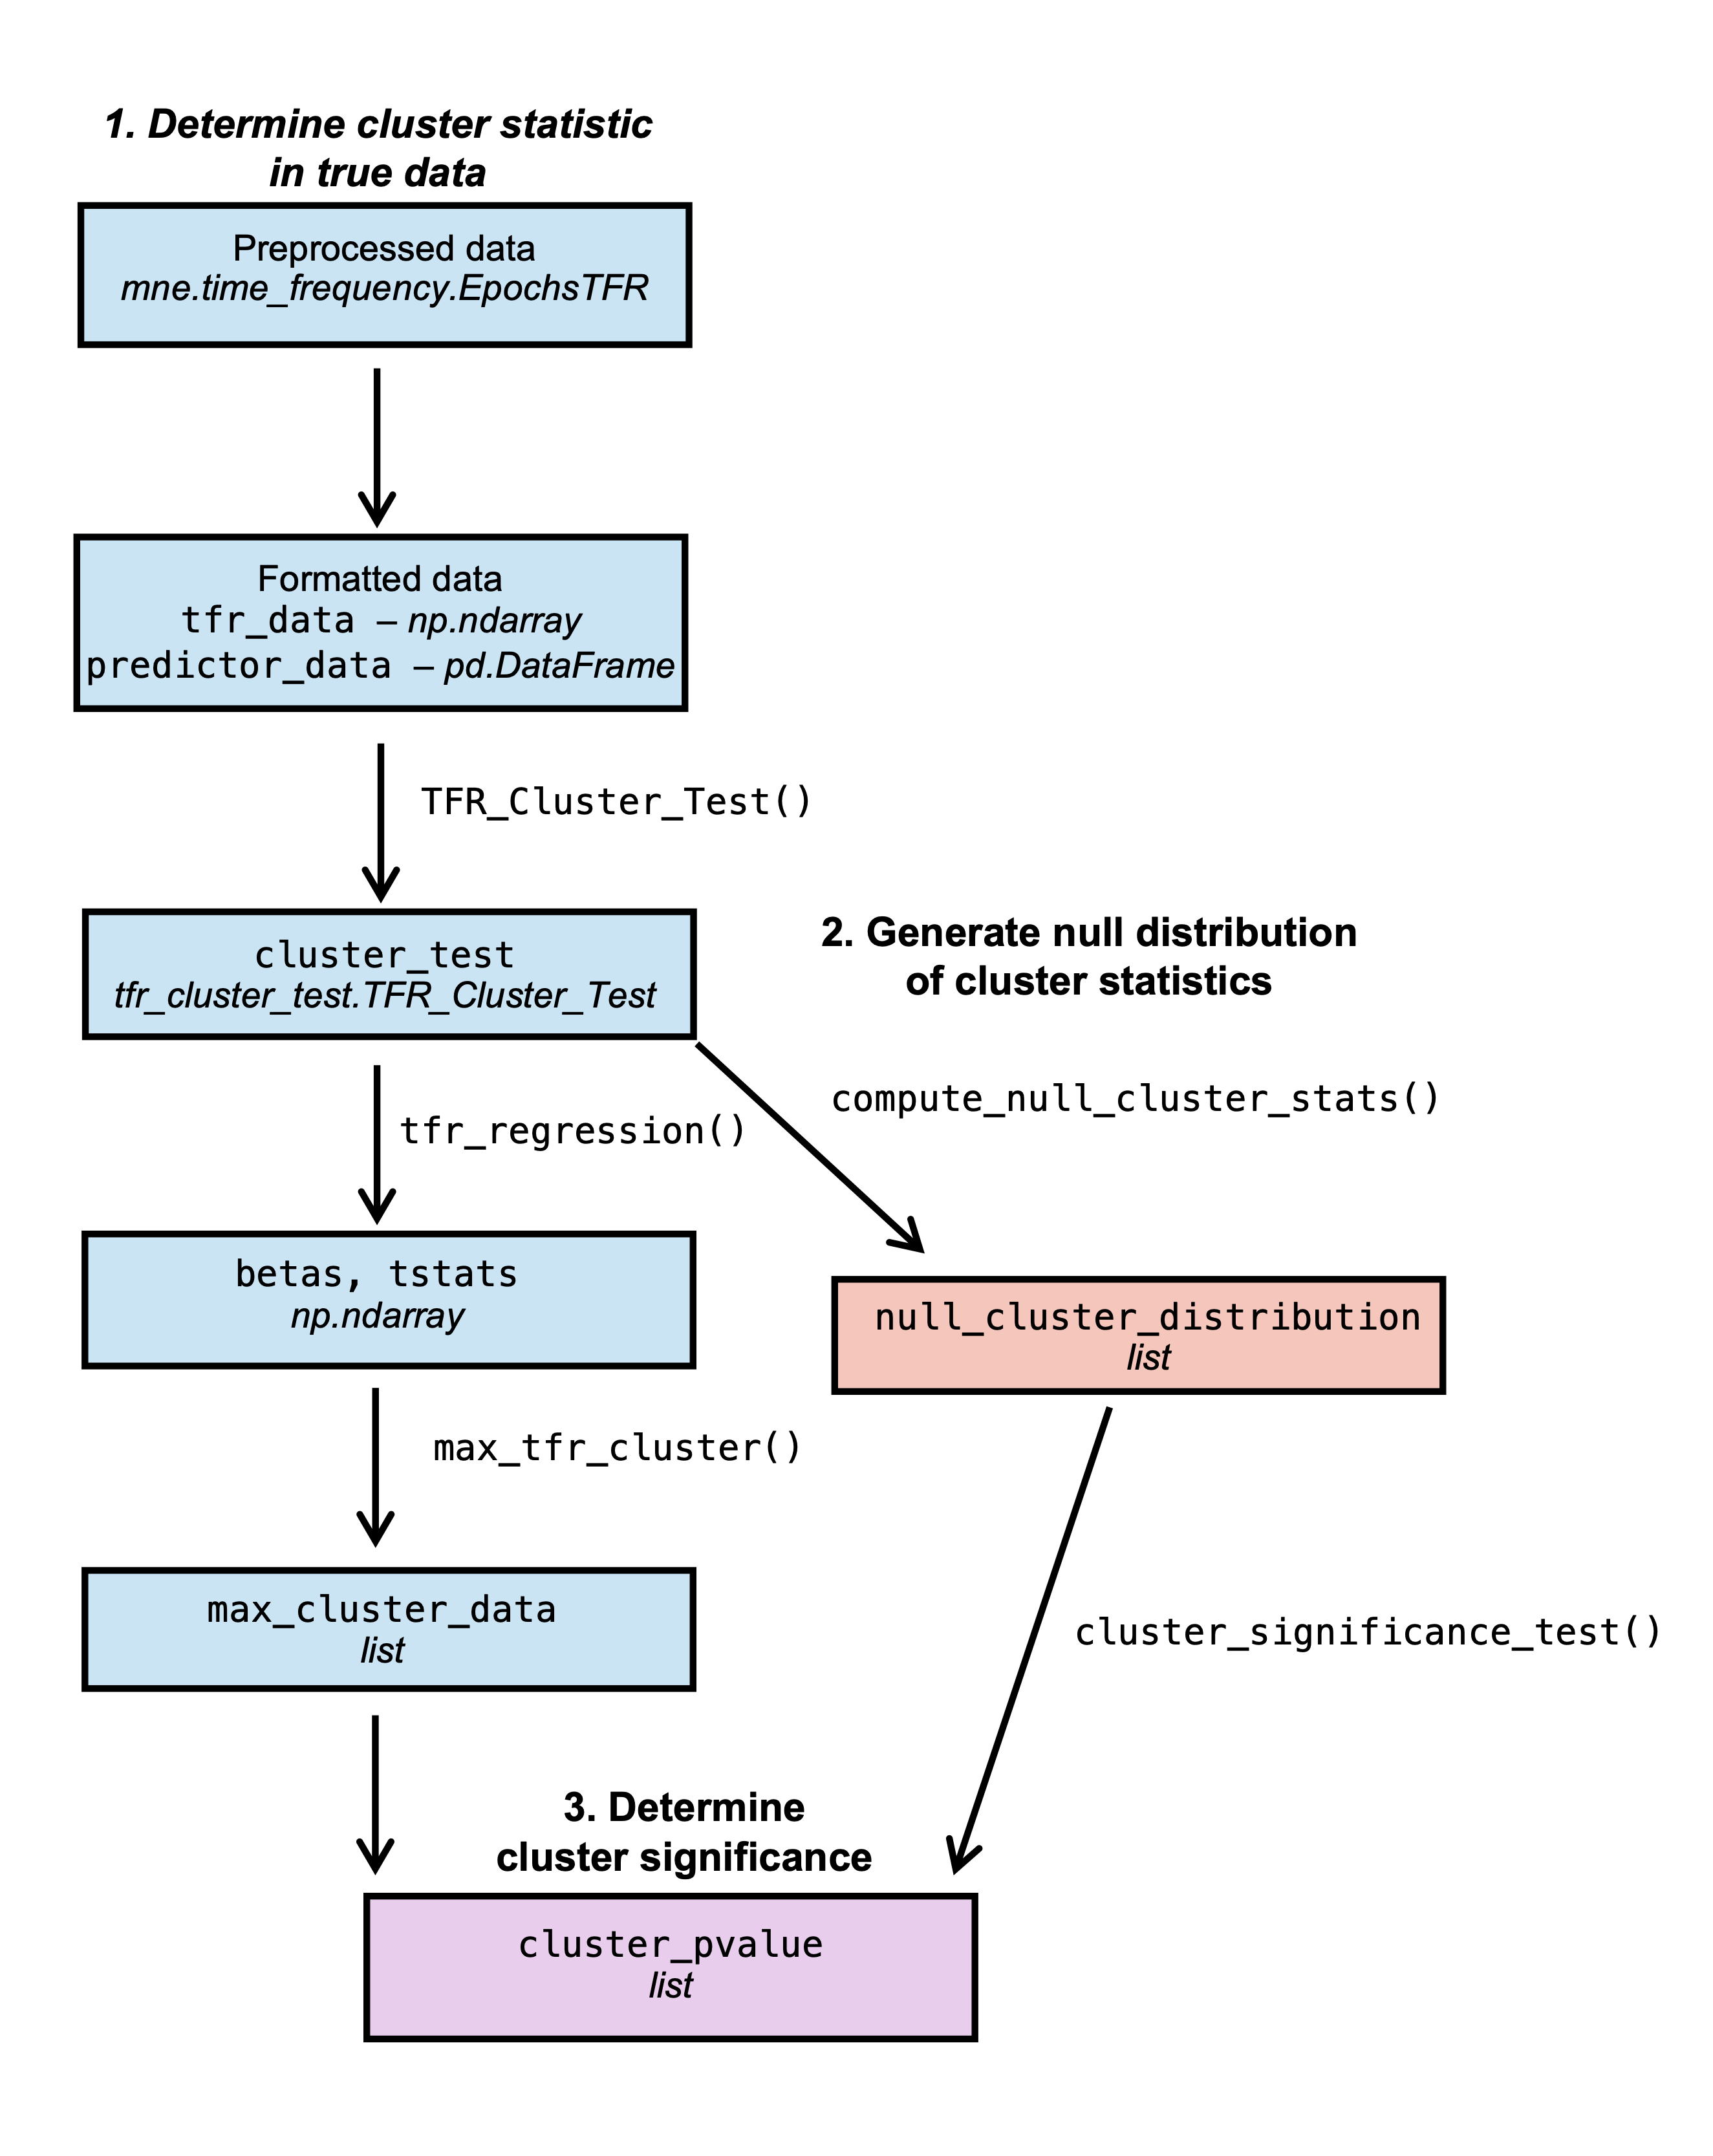 1. Determine cluster statistic
in true data
Preprocessed data
mne.time_frequency.EpochsTFR
Formatted data
tfr_data – np.ndarray
predictor_data – pd.DataFrame
TFR_Cluster_Test()
cluster_test
tfr_cluster_test.TFR_Cluster_Test
2. Generate null distribution
of cluster statistics
compute_null_cluster_stats()
tfr_regression()
betas, tstats
np.ndarray
null_cluster_distribution
list
max_tfr_cluster()
max_cluster_data
list
cluster_significance_test()
3. Determine
cluster significance
cluster_pvalue
list